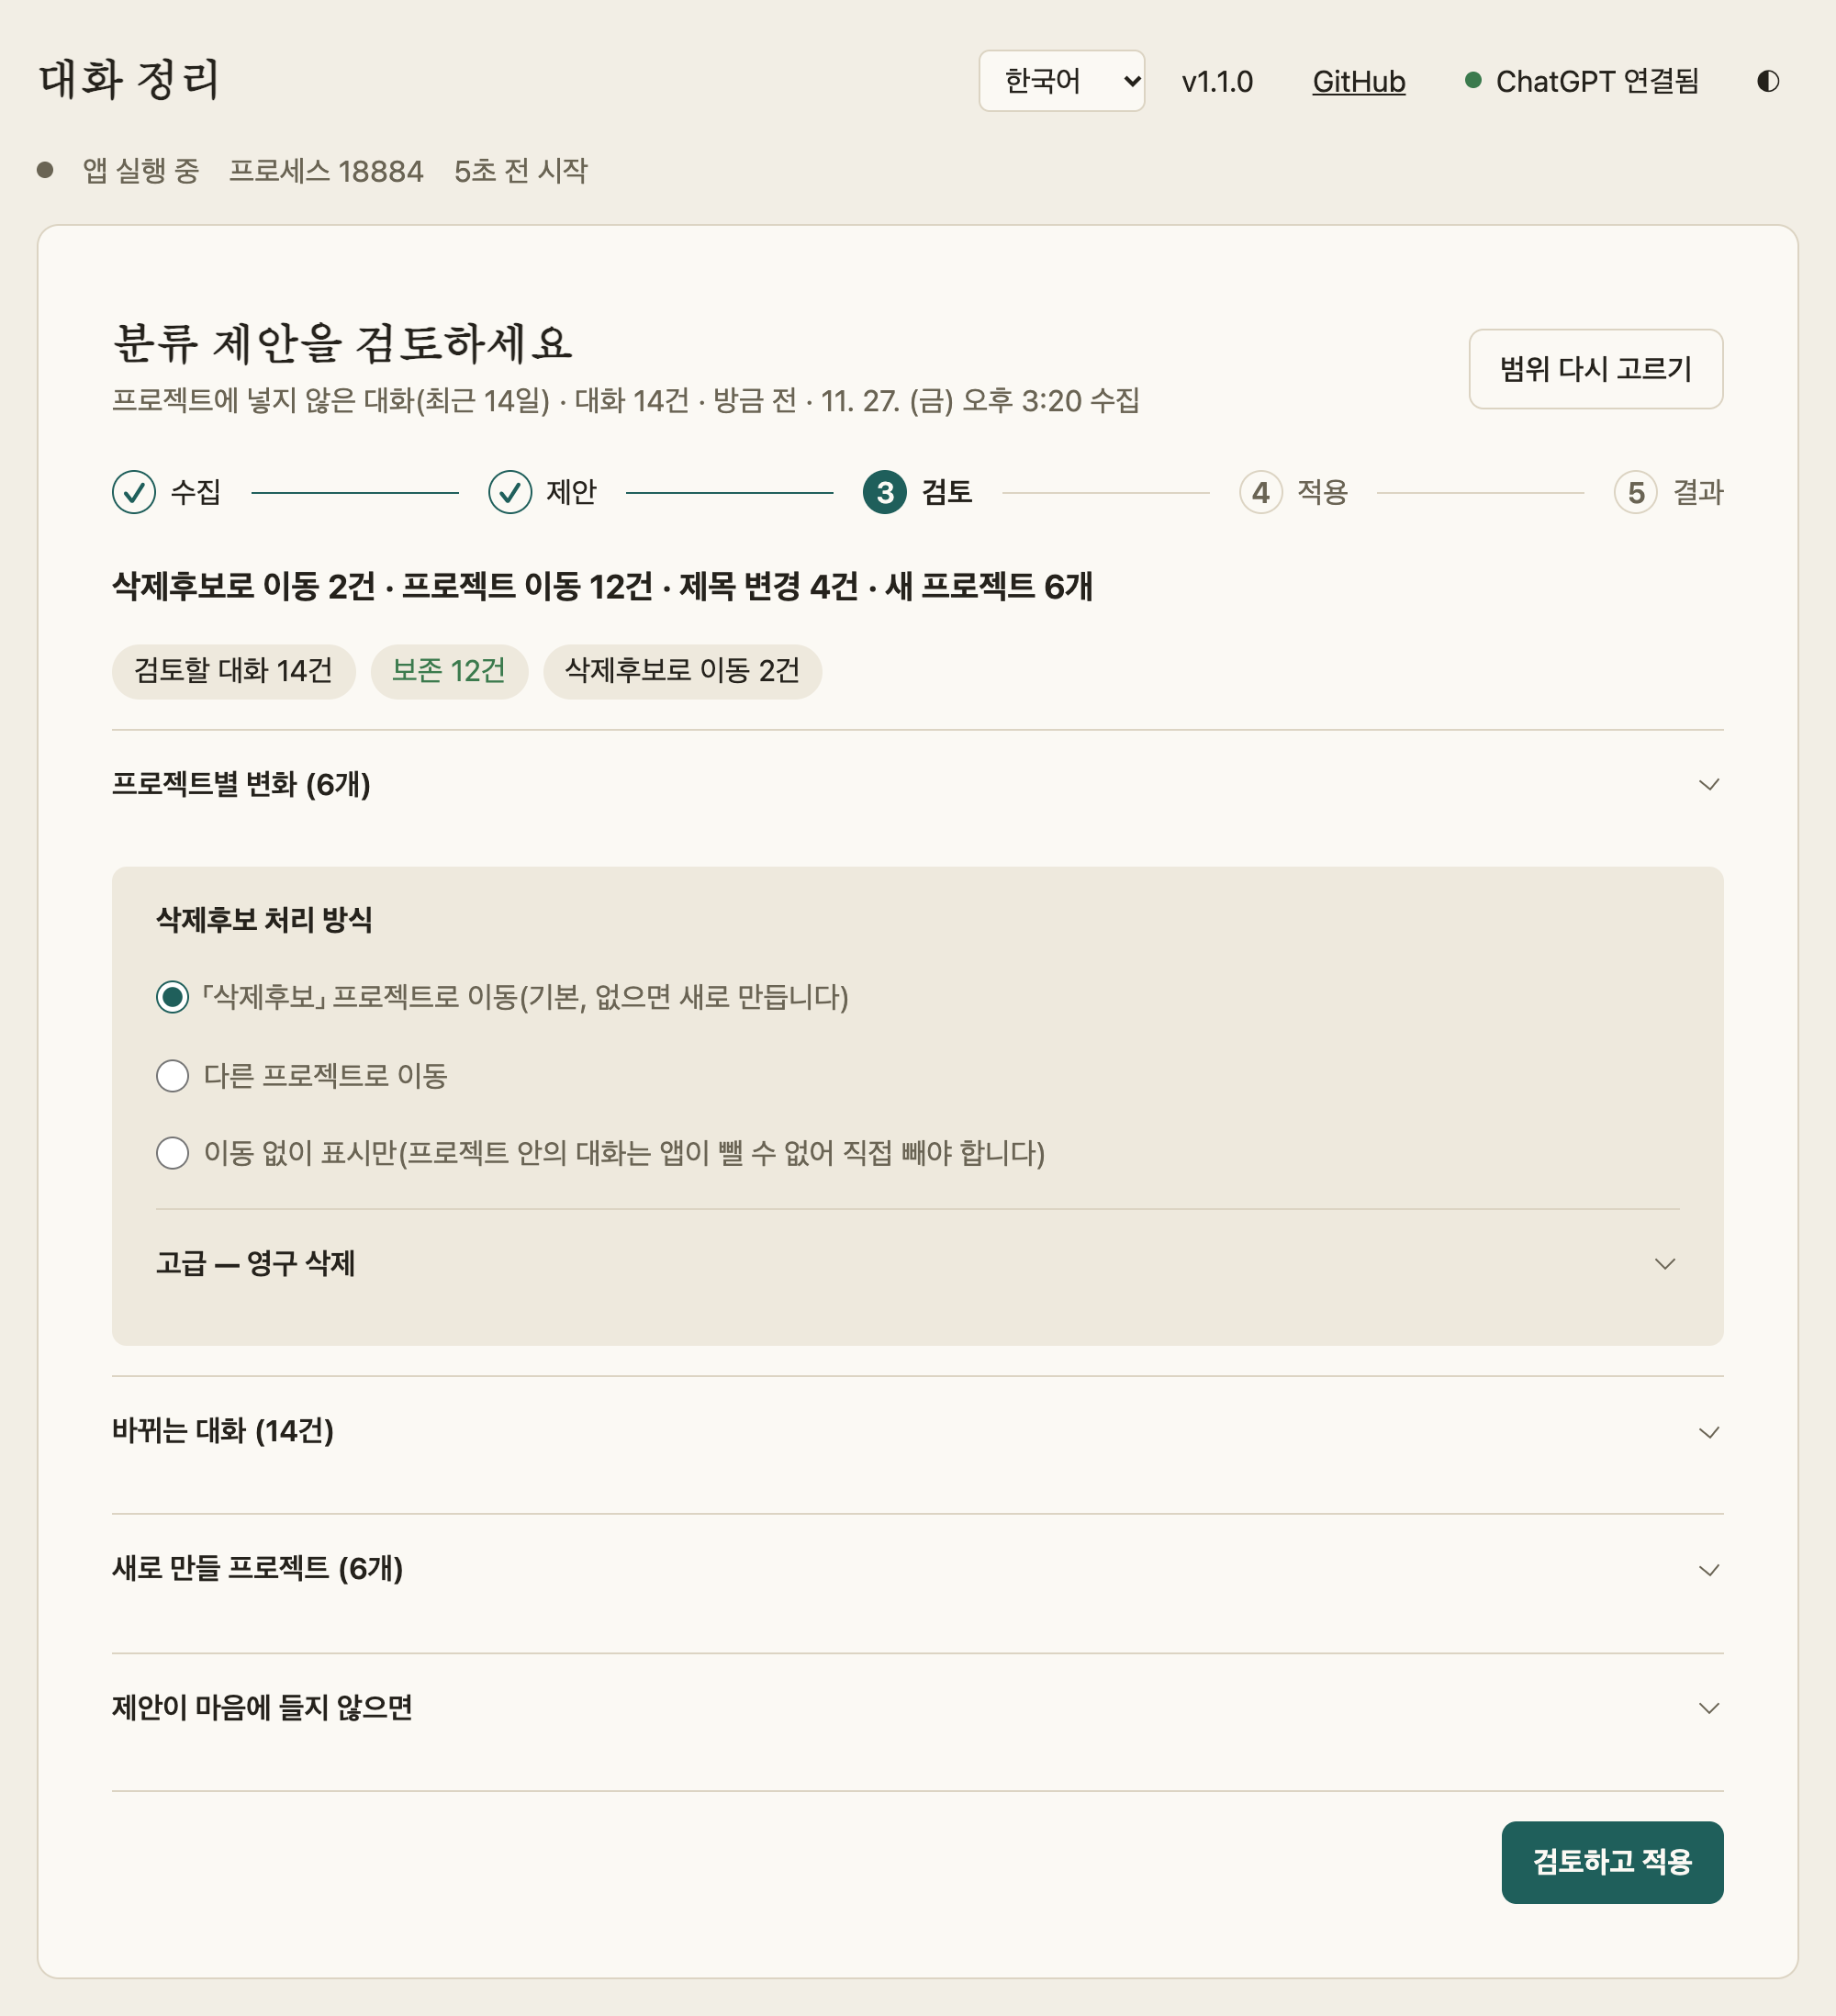 대화 정리
한국어 v1.1.0 GitHub ChatGPT 연결됨
앱 실행 중 프로세스 18884 5초 전 시작
분류 제안을 검토하세요
범위 다시 고르기
프로젝트에 넣지 않은 대화(최근 14일) · 대화 14건 · 방금 전 · 11. 27. (금) 오후 3:20 수집
수집 제안 3 검토 4 적용 5 결과
삭제후보로 이동 2건 · 프로젝트 이동 12건 · 제목 변경 4건 · 새 프로젝트 6개
검토할 대화 14건 보존 12건 삭제후보로 이동 2건
프로젝트별 변화 (6개)
삭제후보 처리 방식
「삭제후보」 프로젝트로 이동(기본, 없으면 새로 만듭니다)
다른 프로젝트로 이동
이동 없이 표시만(프로젝트 안의 대화는 앱이 뺄 수 없어 직접 빼야 합니다)
고급 — 영구 삭제
바뀌는 대화 (14건)
새로 만들 프로젝트 (6개)
제안이 마음에 들지 않으면
검토하고 적용